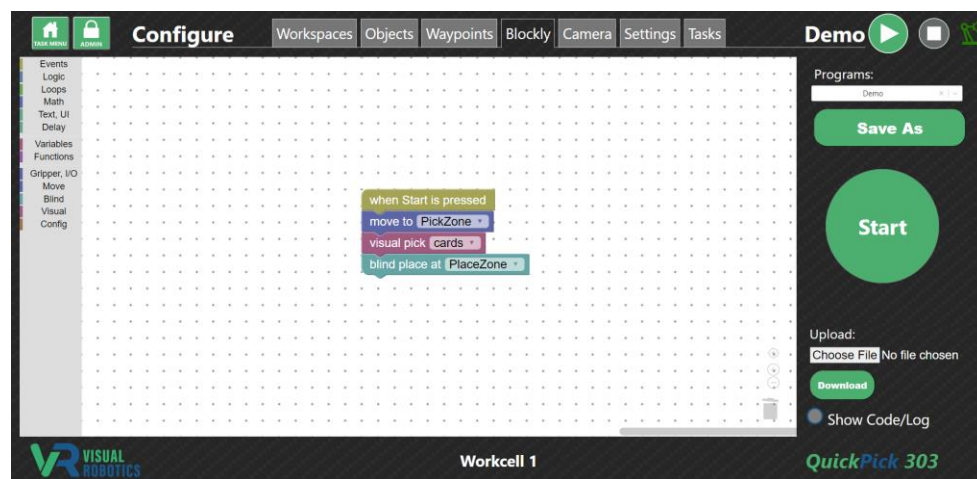 TASK MENU
ADMIN
Configure
Workspaces Objects Waypoints Blockly Camera Settings Tasks
Demo
Events
Logic
Loops
Math
Text, UI
Delay
Variables
Functions
Gripper, I/O
Move
Blind
Visual
Config
when Start is pressed
move to PickZone
visual pick cards
blind place at PlaceZone
Programs:
Demo
Save As
Start
Upload:
Choose File No file chosen
Download
Show Code/Log
VR VISUAL
ROBOTICS
Workcell 1
QuickPick 303